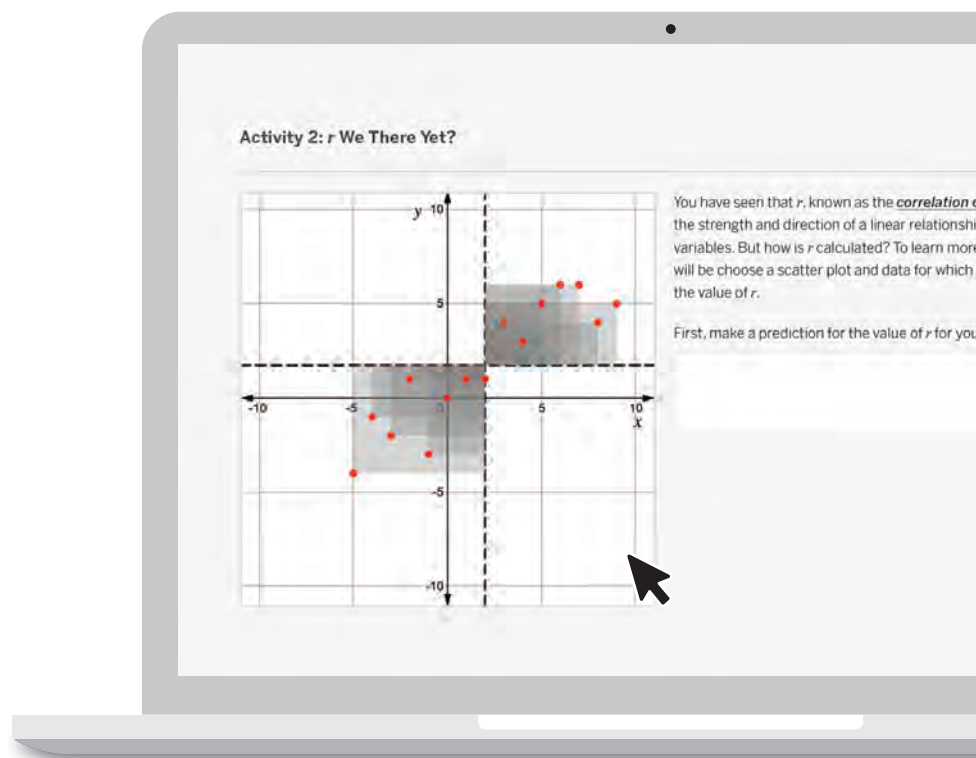 Activity 2: r We There Yet?
y
10
5
-10
-5
0
5
10
x
-5
-10
You have seen that r, known as the correlation
the strength and direction of a linear relationshi
variables. But how is r calculated? To learn more
will be choose a scatter plot and data for which
the value of r.
First, make a prediction for the value of r for you